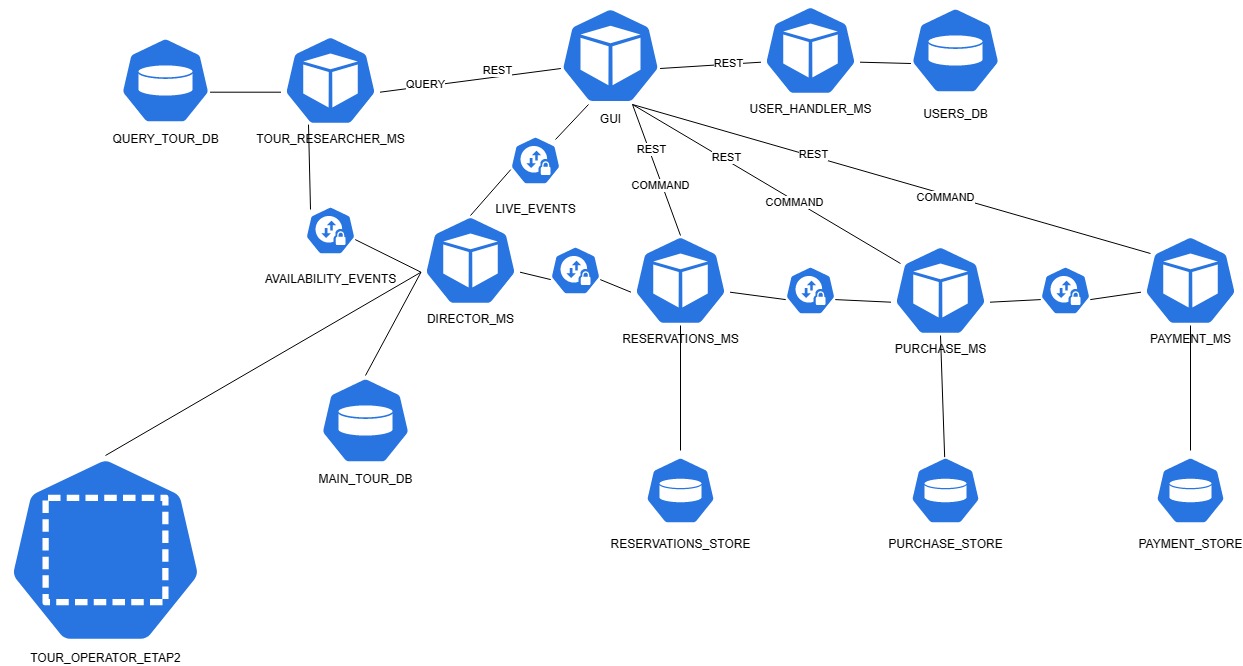 REST
QUERY
REST
QUERY_TOUR_DB
TOUR_RESEARCHER_MS
GUI
USER_HANDLER_MS
USERS_DB
REST
REST
REST
COMMAND
COMMAND
COMMAND
LIVE_EVENTS
AVAILABILITY_EVENTS
DIRECTOR_MS
RESERVATIONS_MS
PURCHASE_MS
PAYMENT_MS
MAIN_TOUR_DB
RESERVATIONS_STORE
PURCHASE_STORE
PAYMENT_STORE
TOUR_OPERATOR_ETAP2